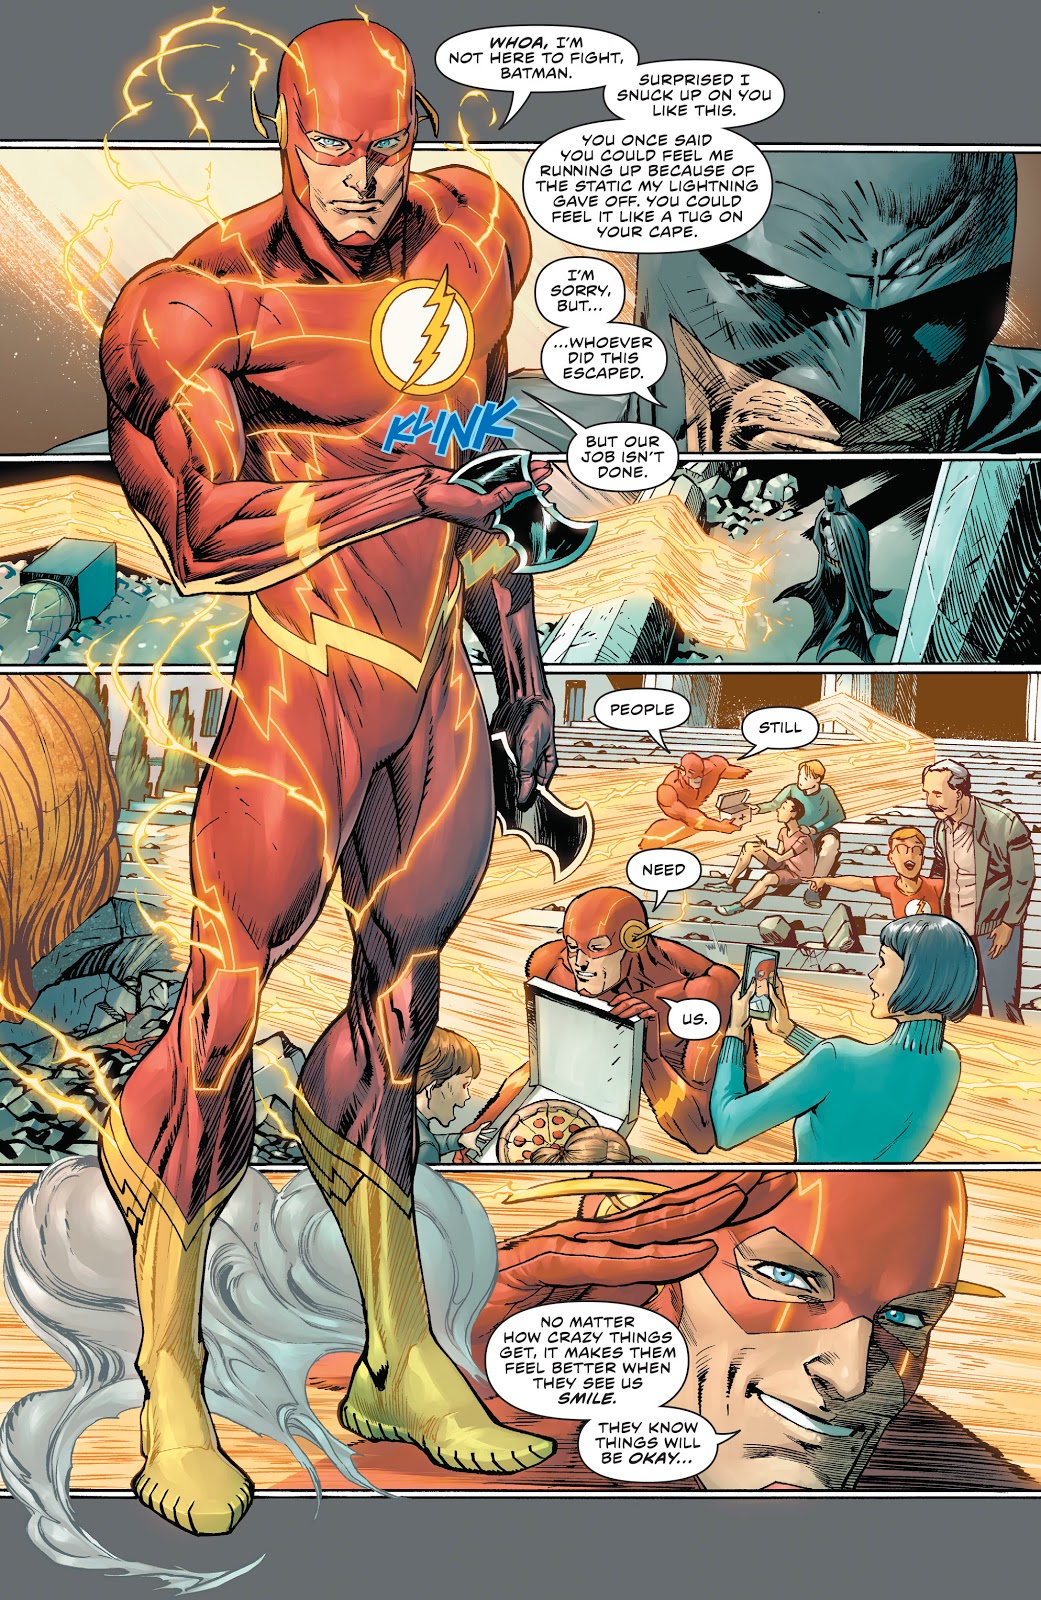 WHOA, I'M
NOT HERE TO FIGHT,
BATMAN.
SURPRISED I
SNUCK UP ON YOU
LIKE THIS.
YOU ONCE SAID
YOU COULD FEEL ME
RUNNING UP BECAUSE OF
THE STATIC MY LIGHTNING
GAVE OFF. YOU COULD
FEEL IT LIKE A TUG ON
YOUR CAPE.
I'M
SORRY,
BUT...
...WHOEVER
DID THIS
ESCAPED.
KLINK
BUT OUR
JOB ISN'T
DONE.
PEOPLE
STILL
NEED
US.
NO MATTER
HOW CRAZY THINGS
GET, IT MAKES THEM
FEEL BETTER WHEN
THEY SEE US
SMILE.
THEY KNOW
THINGS WILL
BE OKAY...